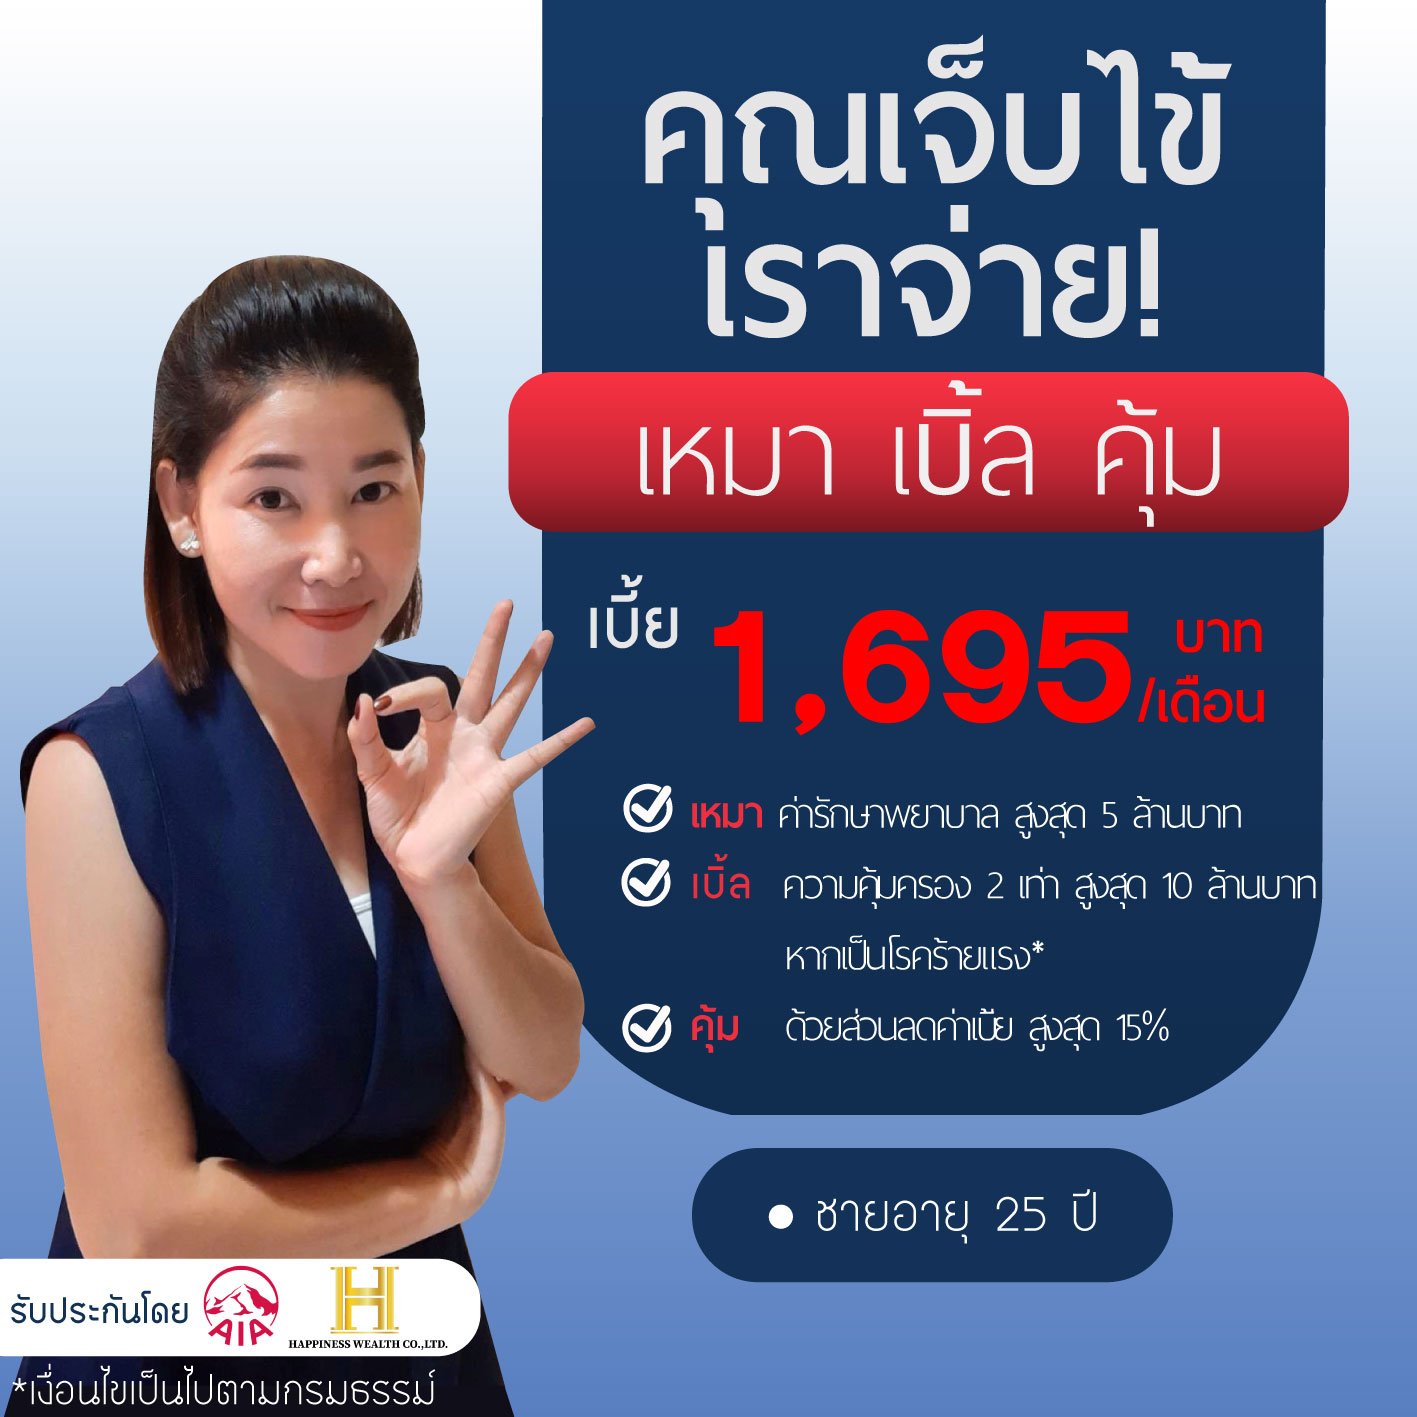 คุณเจ็บไข้
เราจ่าย!
เหมา เบิ้ล คุ้ม
เบี้ย 1,695 บาท
/เดือน
เหมา ค่ารักษาพยาบาล สูงสุด 5 ล้านบาท
เบิ้ล ความคุ้มครอง 2 เท่า สูงสุด 10 ล้านบาท
หากเป็นโรคร้ายแรง*
คุ้ม ด้วยส่วนลดค่าเบี้ย สูงสุด 15%
• ชายอายุ 25 ปี
รับประกันโดย AIA H
HAPPINESS WEALTH CO.,LTD.
*เงื่อนไขเป็นไปตามกรมธรรม์